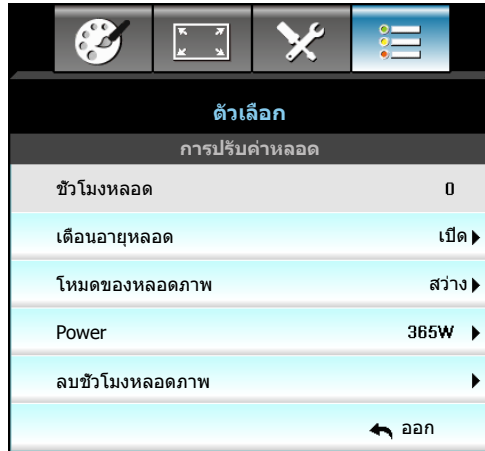 ตัวเลือก
การปรับค่าหลอด
ชั่วโมงหลอด 0
เตือนอายุหลอด เปิด
โหมดของหลอดภาพ สว่าง
Power 365W
ลบชั่วโมงหลอดภาพ
ออก